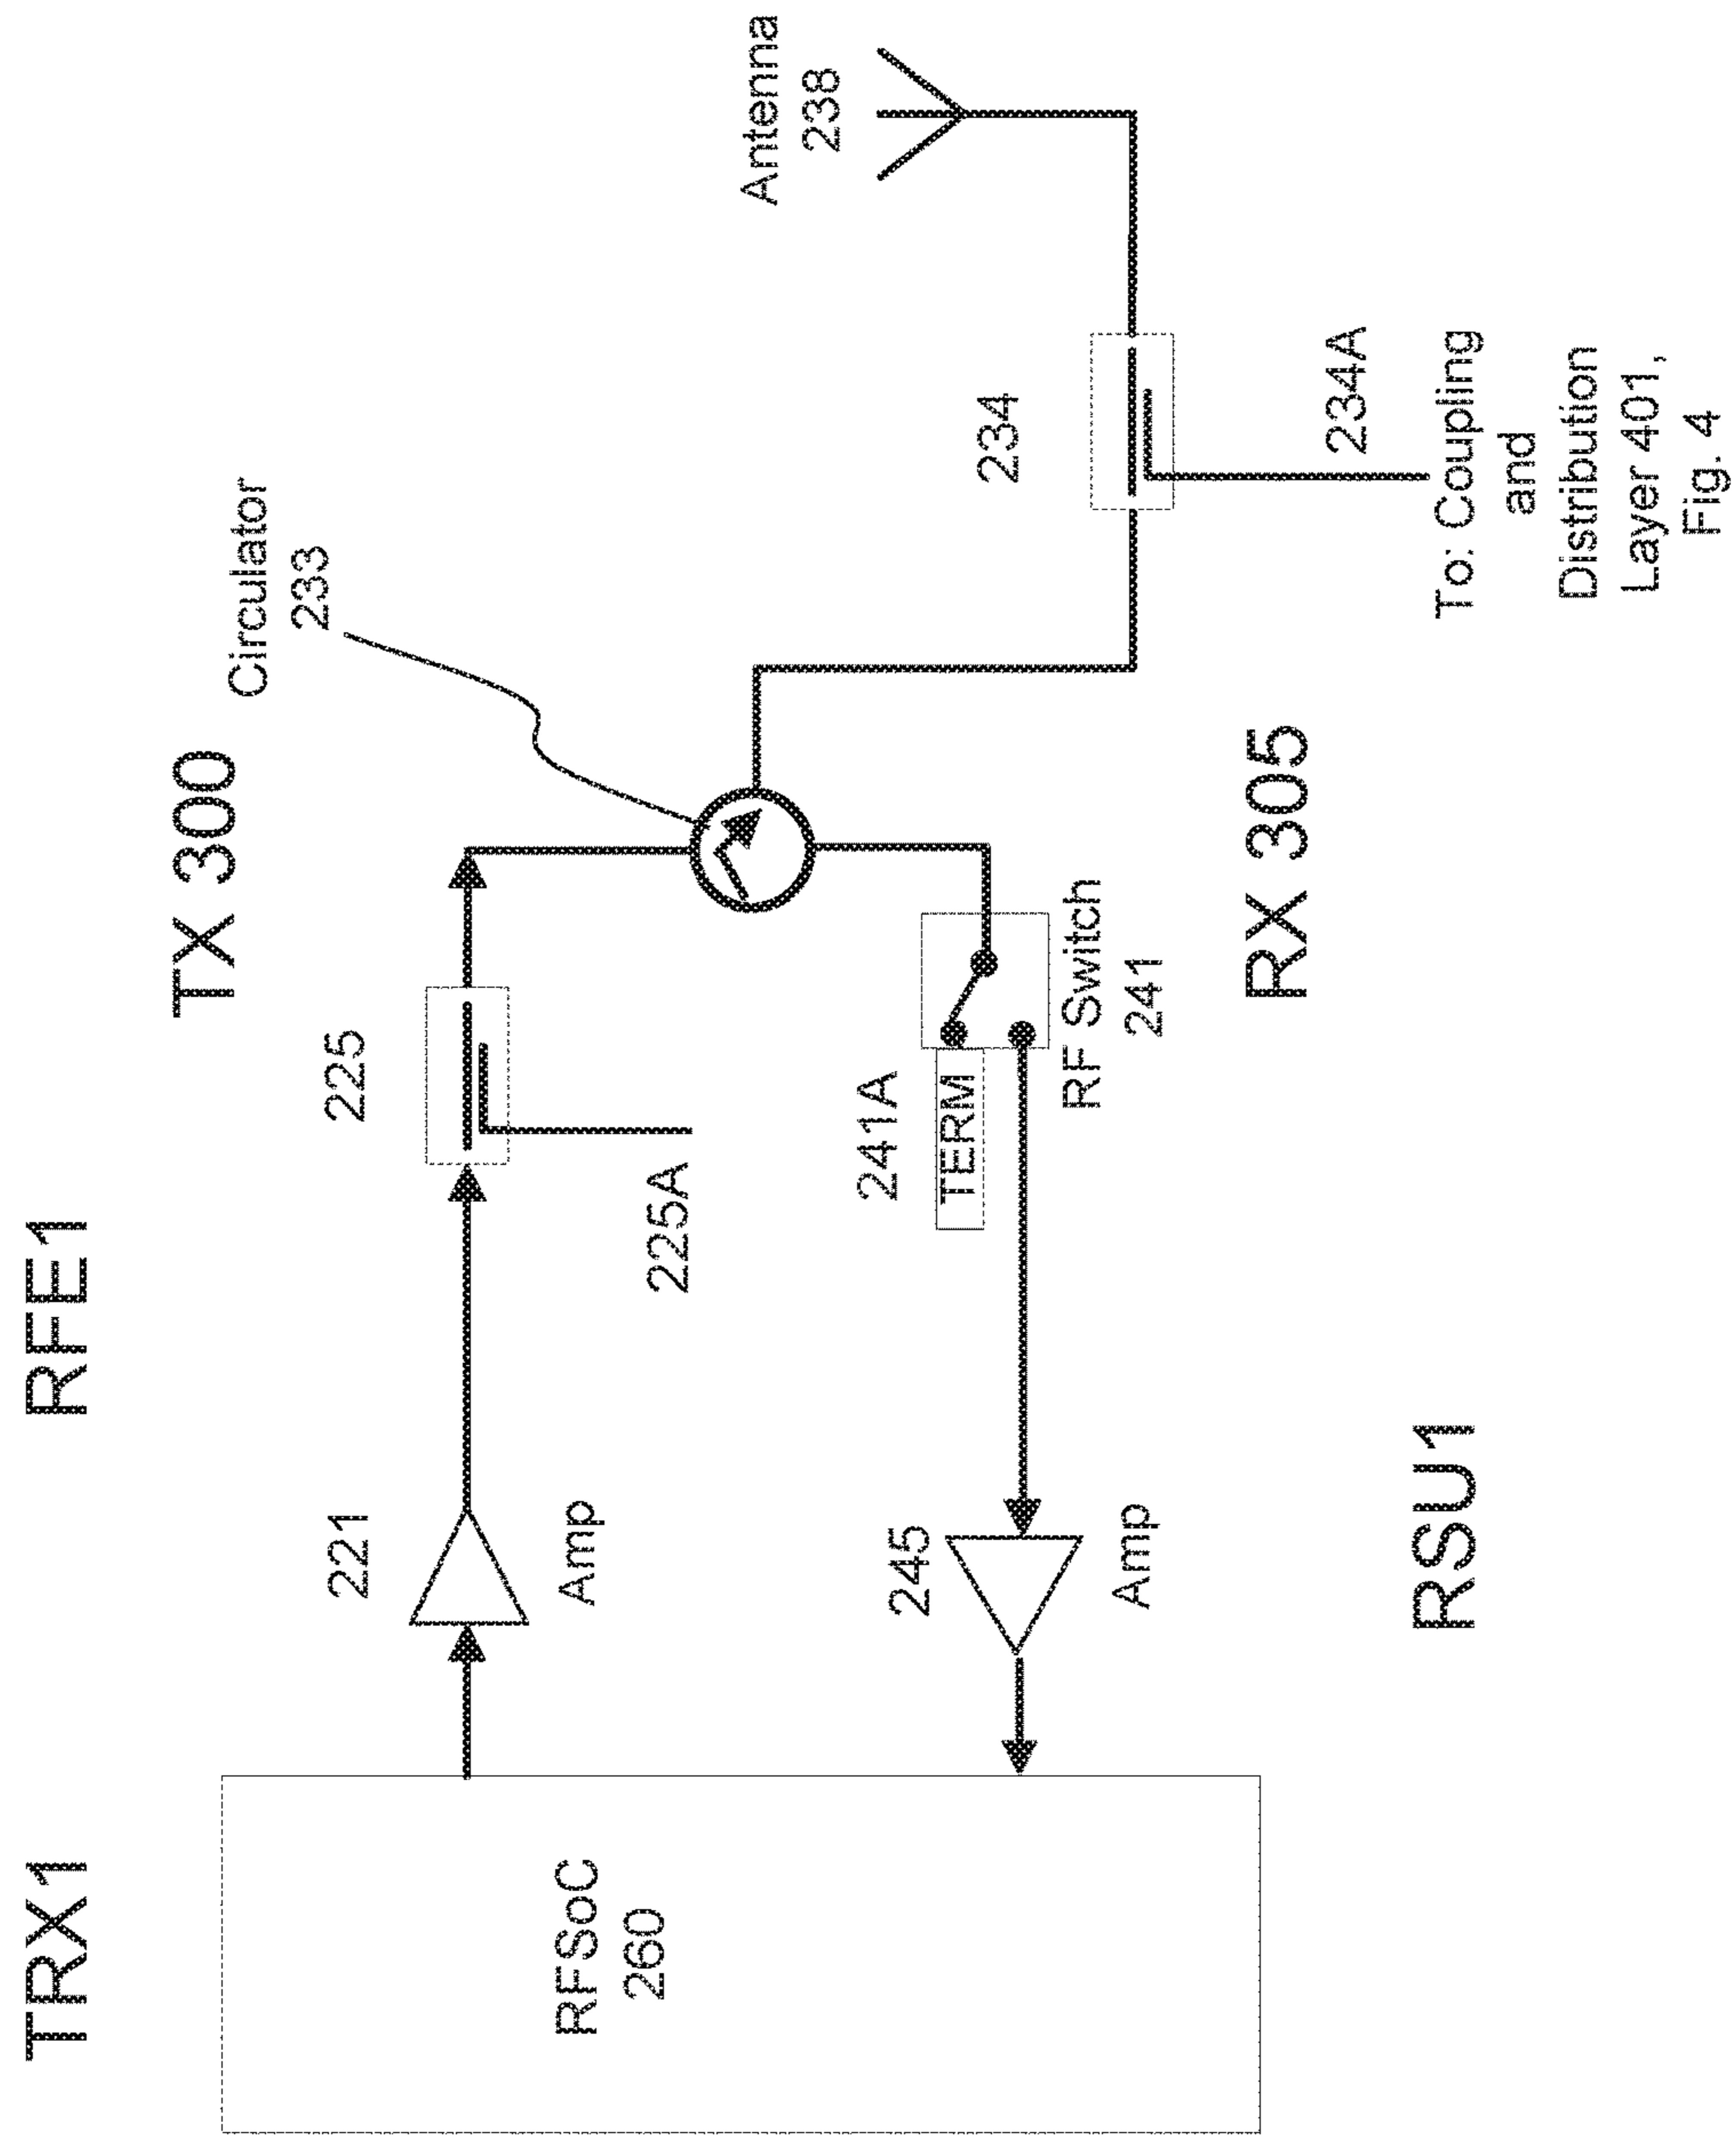 TRX1
RFE1
TX 300
Circulator
233
Antenna
238
221
Amp
225
225A
RFSoC
260
241A
TERM
245
Amp
RF Switch
241
234
234A
RX 305
RSU1
To: Coupling
and
Distribution
Layer 401,
Fig. 4